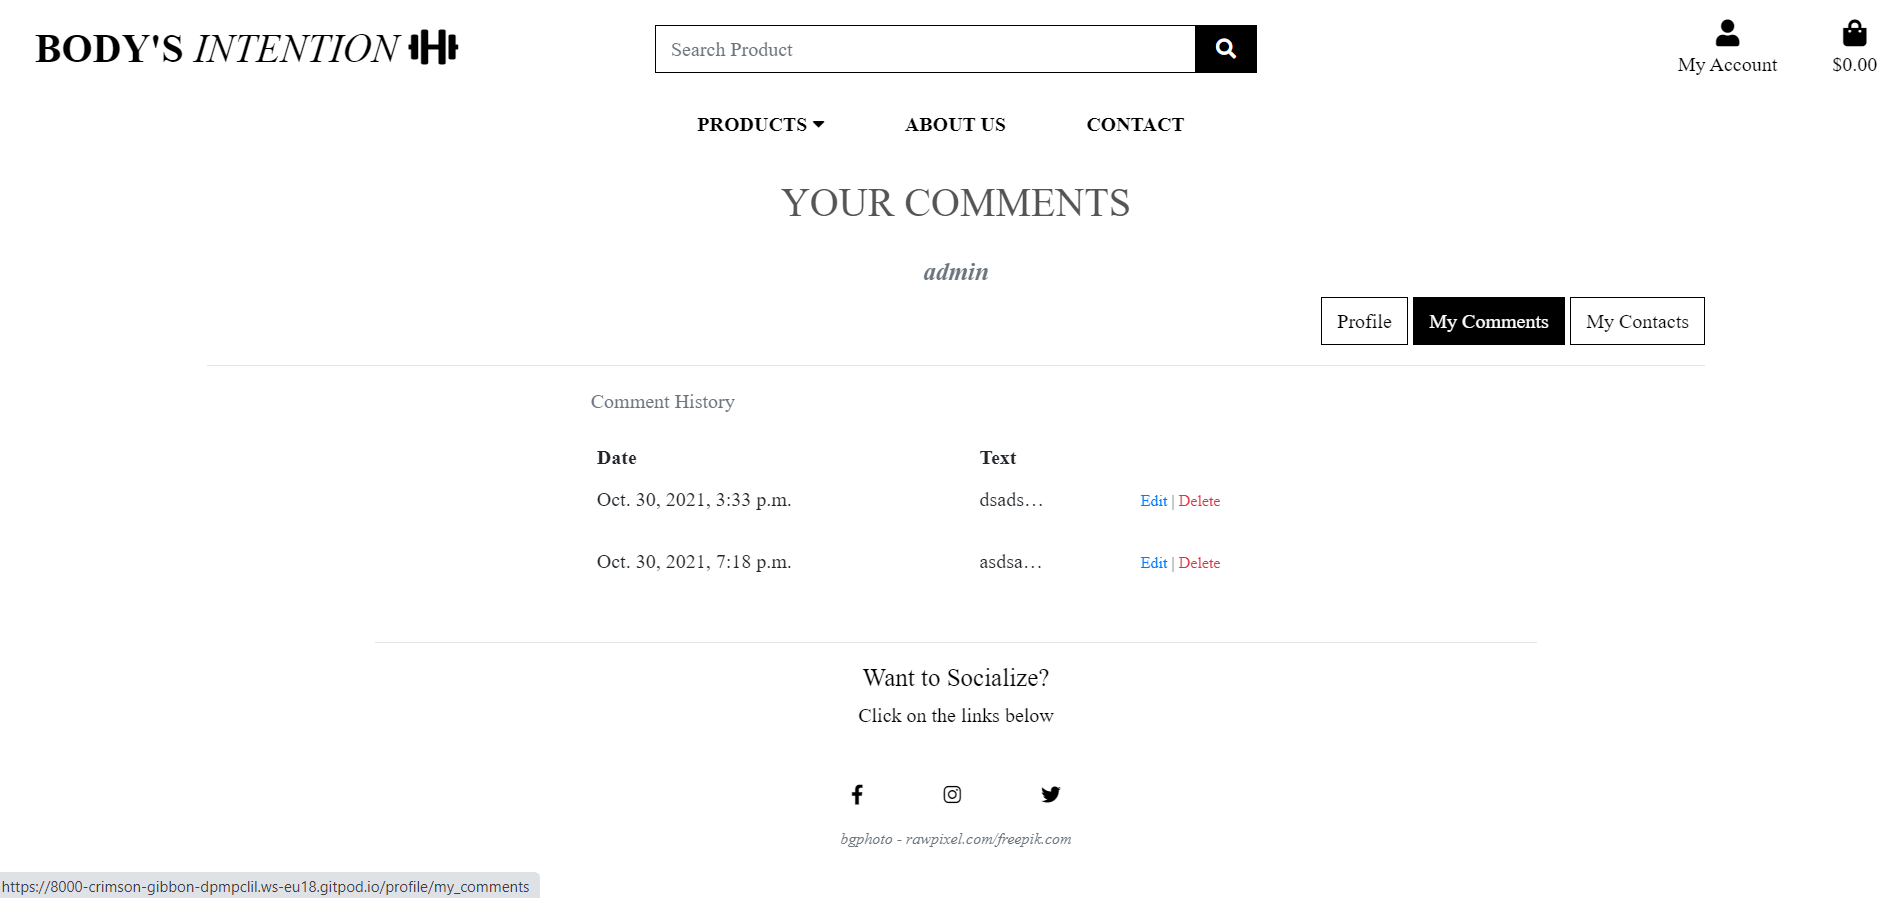 BODY'S INTENTION
Search Product
My Account
$0.00
PRODUCTS
ABOUT US
CONTACT
YOUR COMMENTS
admin
Profile
My Comments
My Contacts
Comment History
Date Text
Oct. 30, 2021, 3:33 p.m. dsads… Edit | Delete
Oct. 30, 2021, 7:18 p.m. asdsa… Edit | Delete
Want to Socialize?
Click on the links below
bgphoto - rawpixel.com/freepik.com
https://8000-crimson-gibbon-dpmpclil.ws-eu18.gitpod.io/profile/my_comments